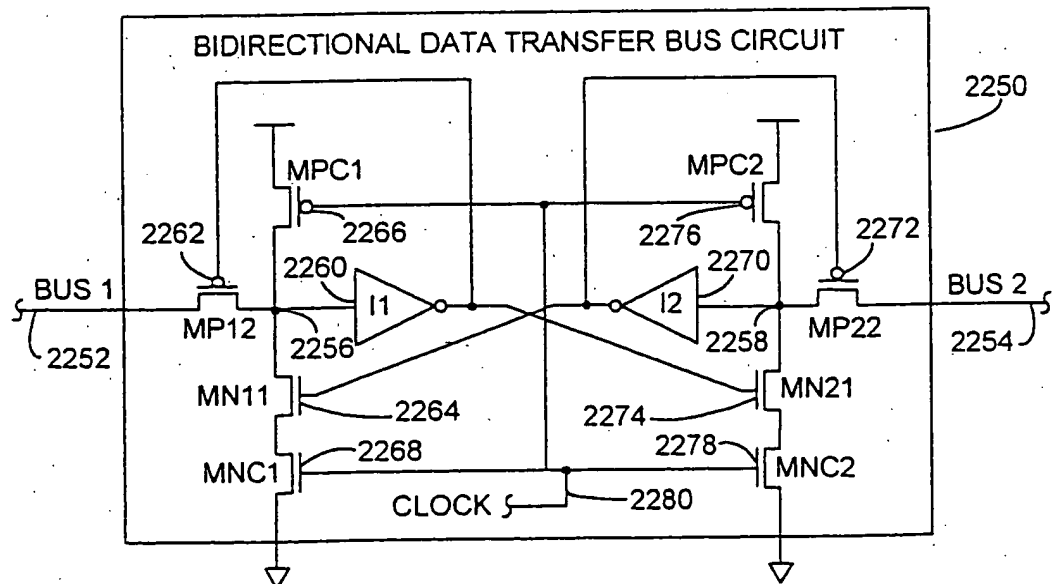 BIDIRECTIONAL DATA TRANSFER BUS CIRCUIT
2250
MPC1
MPC2
2262
2266
2276
2272
2260
2270
BUS 1
I1
I2
BUS 2
MP12
MP22
2252
2256
2258
2254
MN11
2264
2274
MN21
2268
2278
MNC1
MNC2
CLOCK
2280